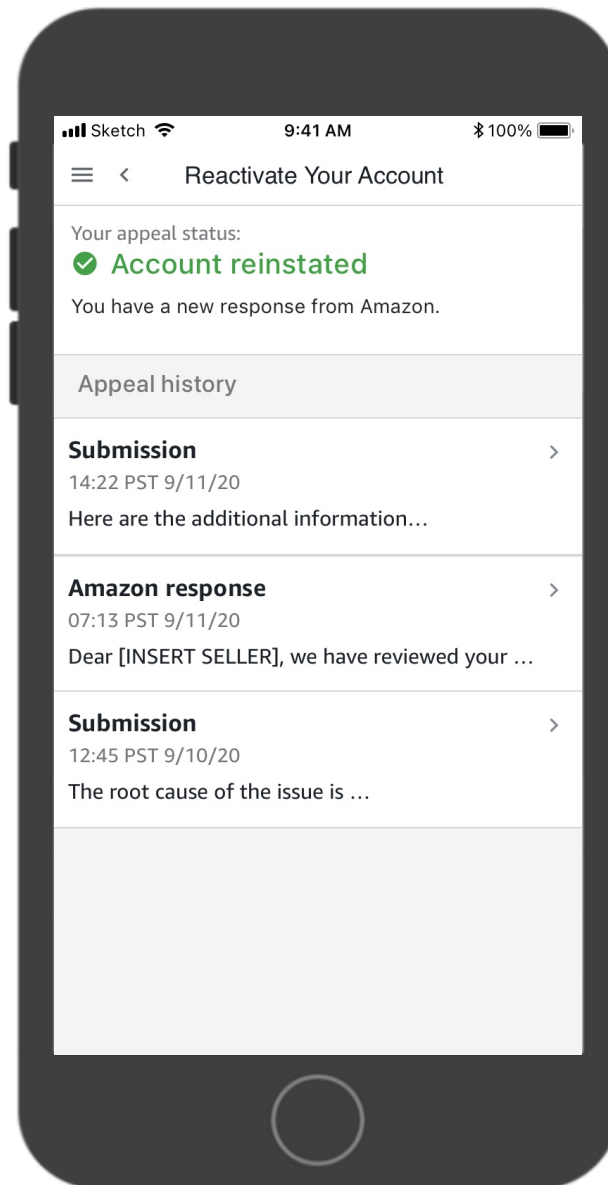 Sketch 9:41 AM 100%
Reactivate Your Account
Your appeal status:
Account reinstated
You have a new response from Amazon.
Appeal history
Submission
14:22 PST 9/11/20
Here are the additional information…
Amazon response
07:13 PST 9/11/20
Dear [INSERT SELLER], we have reviewed your …
Submission
12:45 PST 9/10/20
The root cause of the issue is …